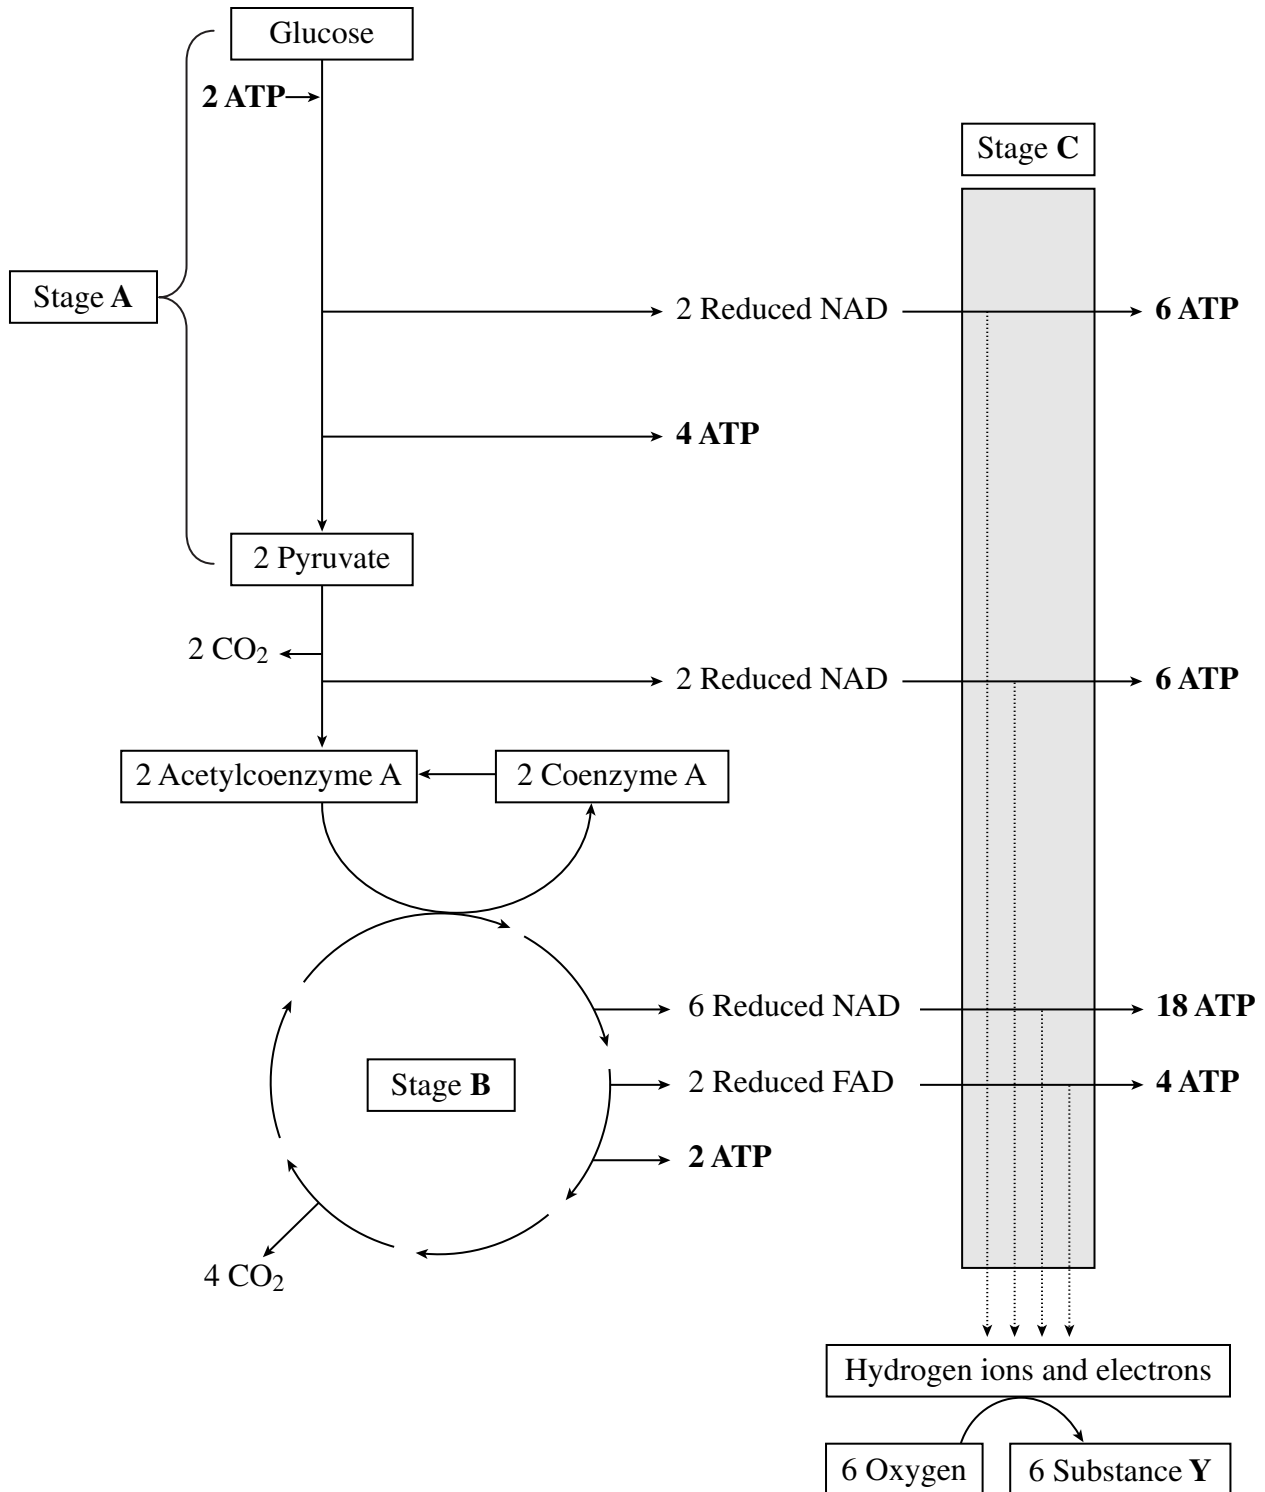 Glucose
2 ATP
Stage C
Stage A
2 Reduced NAD
6 ATP
4 ATP
2 Pyruvate
2 CO₂
2 Reduced NAD
6 ATP
2 Acetylcoenzyme A
2 Coenzyme A
6 Reduced NAD
18 ATP
Stage B
2 Reduced FAD
4 ATP
2 ATP
4 CO₂
Hydrogen ions and electrons
6 Oxygen
6 Substance Y